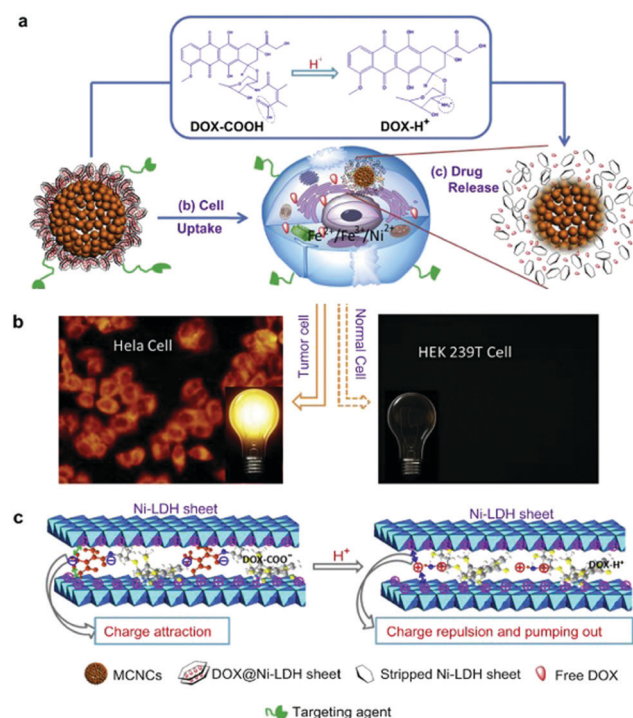 a
H⁺
DOX-COOH
DOX-H⁺
(b) Cell
Uptake
(c) Drug
Release
Fe²⁺/Fe³⁺/Ni²⁺
b
Hela Cell
Tumor cell
Normal Cell
HEK 239T Cell
c
Ni-LDH sheet
Ni-LDH sheet
DOX-COO⁻
H⁺
DOX-H⁺
Charge attraction
Charge repulsion and pumping out
MCNCs
DOX@Ni-LDH sheet
Stripped Ni-LDH sheet
Free DOX
Targeting agent